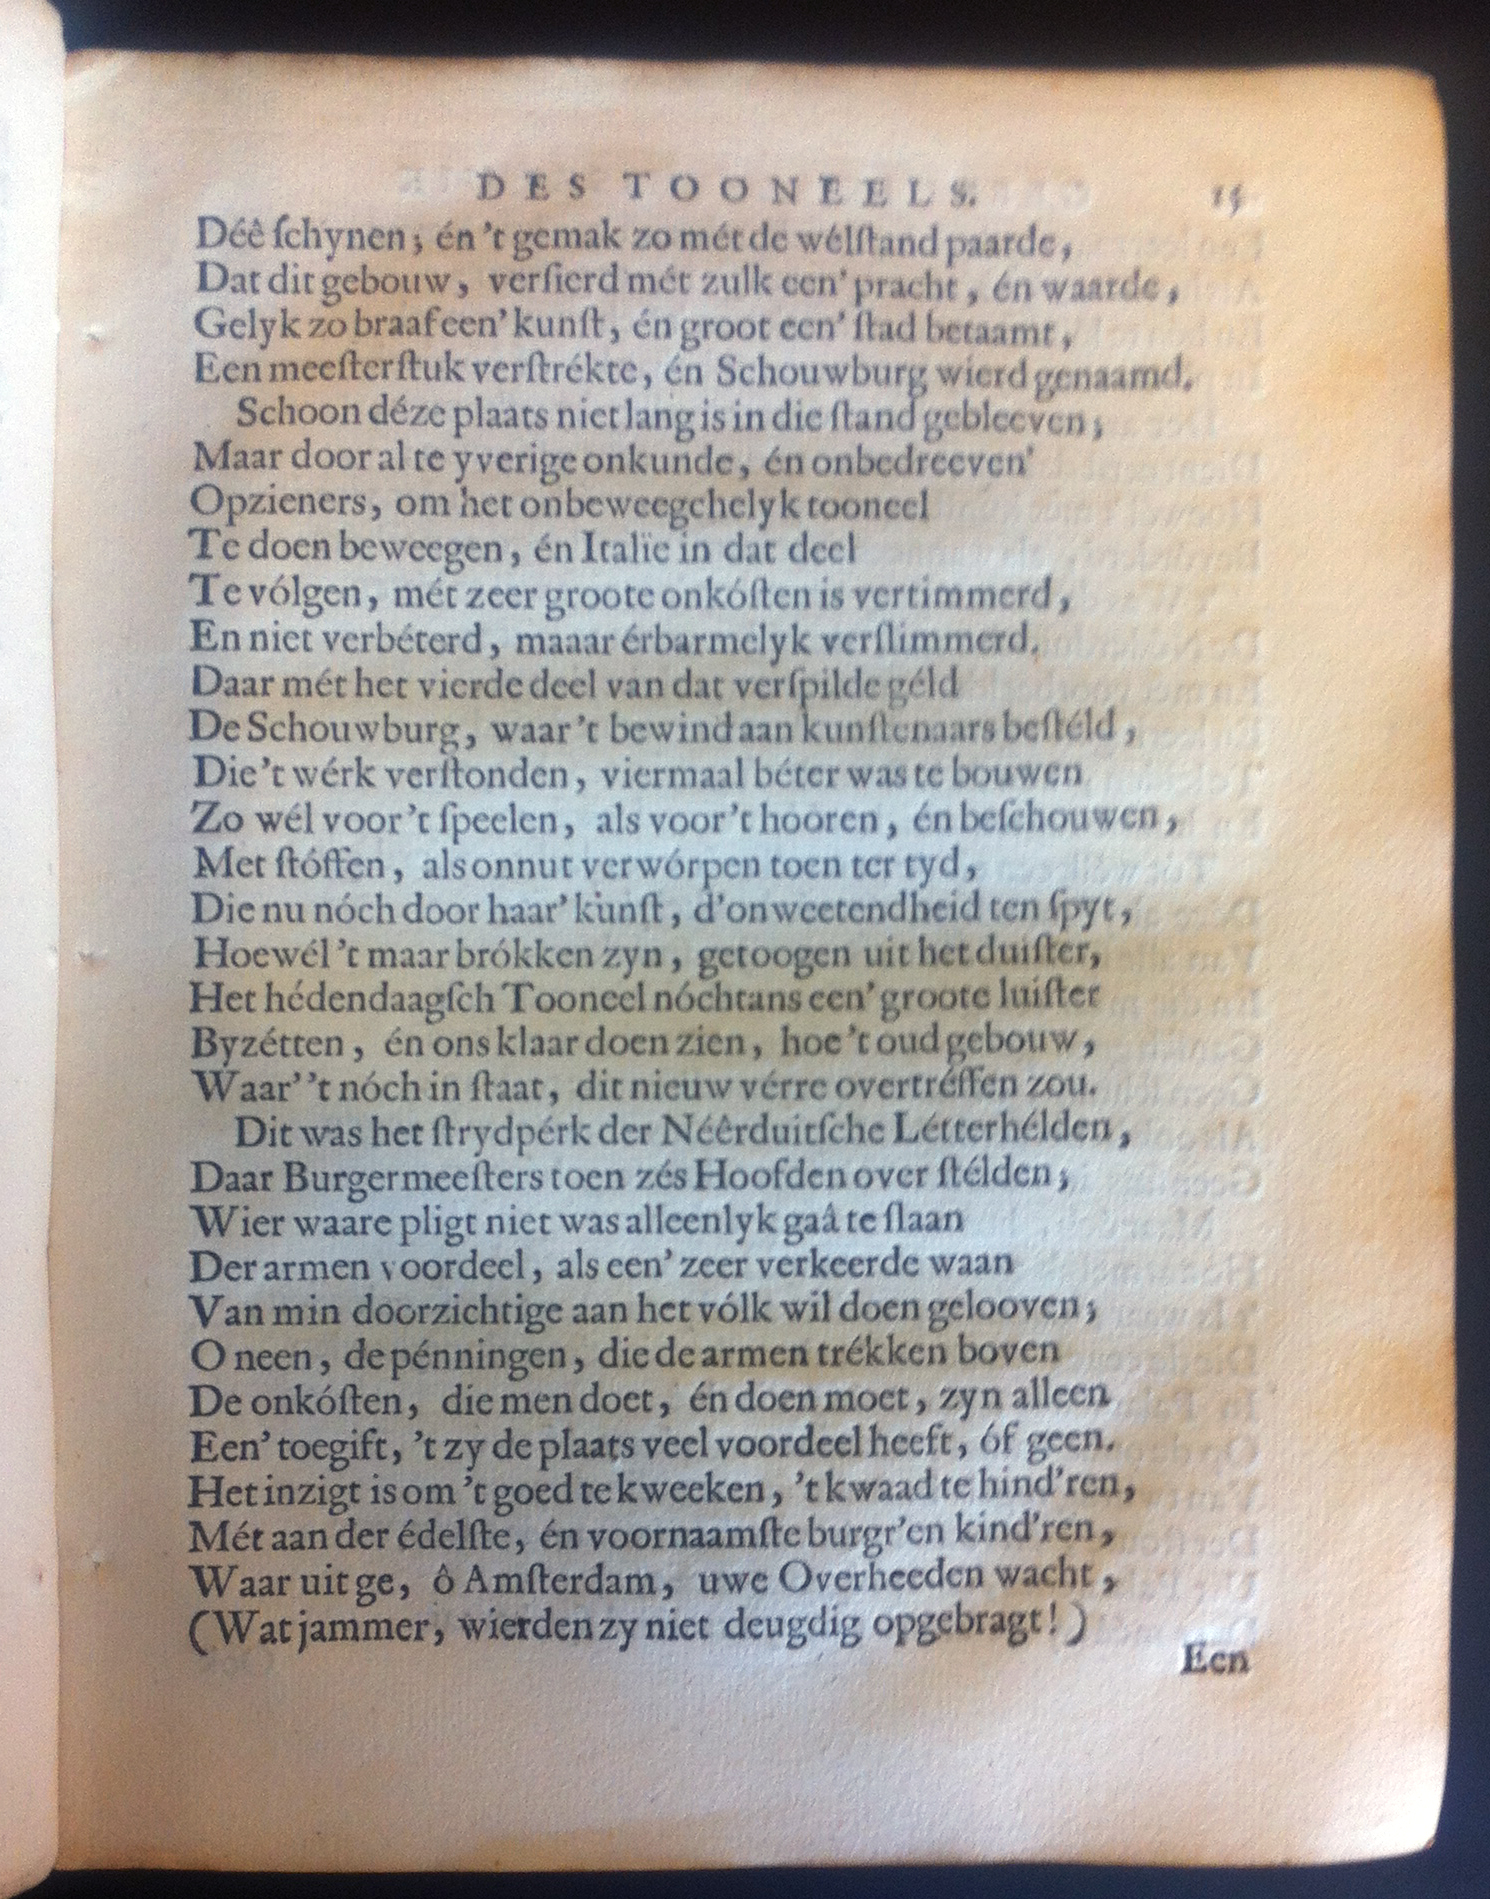 DES TOONEELS. 15
Déê ſchynen; én 't gemak zo mét de wélſtand paarde,
Dat dit gebouw, verſierd mét zulk een' pracht, én waarde,
Gelyk zo braaf een' kunſt, én groot een' ſtad betaamt,
Een meeſterſtuk verſtrékte, én Schouwburg wierd genaamd.
Schoon déze plaats niet lang is in die ſtand gebleeven;
Maar door al te yverige onkunde, én onbedreeven'
Opzieners, om het onbeweegchelyk tooneel
Te doen beweegen, én Italïe in dat deel
Te vólgen, mét zeer groote onkóſten is vertimmerd,
En niet verbéterd, maaar érbarmelyk verſlimmerd.
Daar mét het vierde deel van dat verſpilde géld
De Schouwburg, waar 't bewind aan kunſtenaars beſtéld,
Die 't wérk verſtonden, viermaal béter was te bouwen
Zo wél voor 't ſpeelen, als voor 't hooren, én beſchouwen,
Met ſtóffen, als onnut verwórpen toen ter tyd,
Die nu nóch door haar' kunſt, d'onweetendheid ten ſpyt,
Hoewél 't maar brókken zyn, getoogen uit het duiſter,
Het hédendaagſch Tooneel nóchtans een' groote luiſter
Byzétten, én ons klaar doen zien, hoe 't oud gebouw,
Waar' 't nóch in ſtaat, dit nieuw vérre overtréffen zou.
Dit was het ſtrydpérk der Néêrduitſche Létterhélden,
Daar Burgermeeſters toen zés Hoofden over ſtélden;
Wier waare pligt niet was alleenlyk gaâ te ſlaan
Der armen voordeel, als een' zeer verkeerde waan
Van min doorzichtige aan het vólk wil doen gelooven;
O neen, de pénningen, die de armen trékken boven
De onkóſten, die men doet, én doen moet, zyn alleen
Een' toegift, 't zy de plaats veel voordeel heeft, óf geen.
Het inzigt is om 't goed te kweeken, 't kwaad te hind'ren,
Mét aan der édelſte, én voornaamſte burgr'en kind'ren,
Waar uit ge, ô Amſterdam, uwe Overheeden wacht,
(Wat jammer, wierden zy niet deugdig opgebragt!)
Een